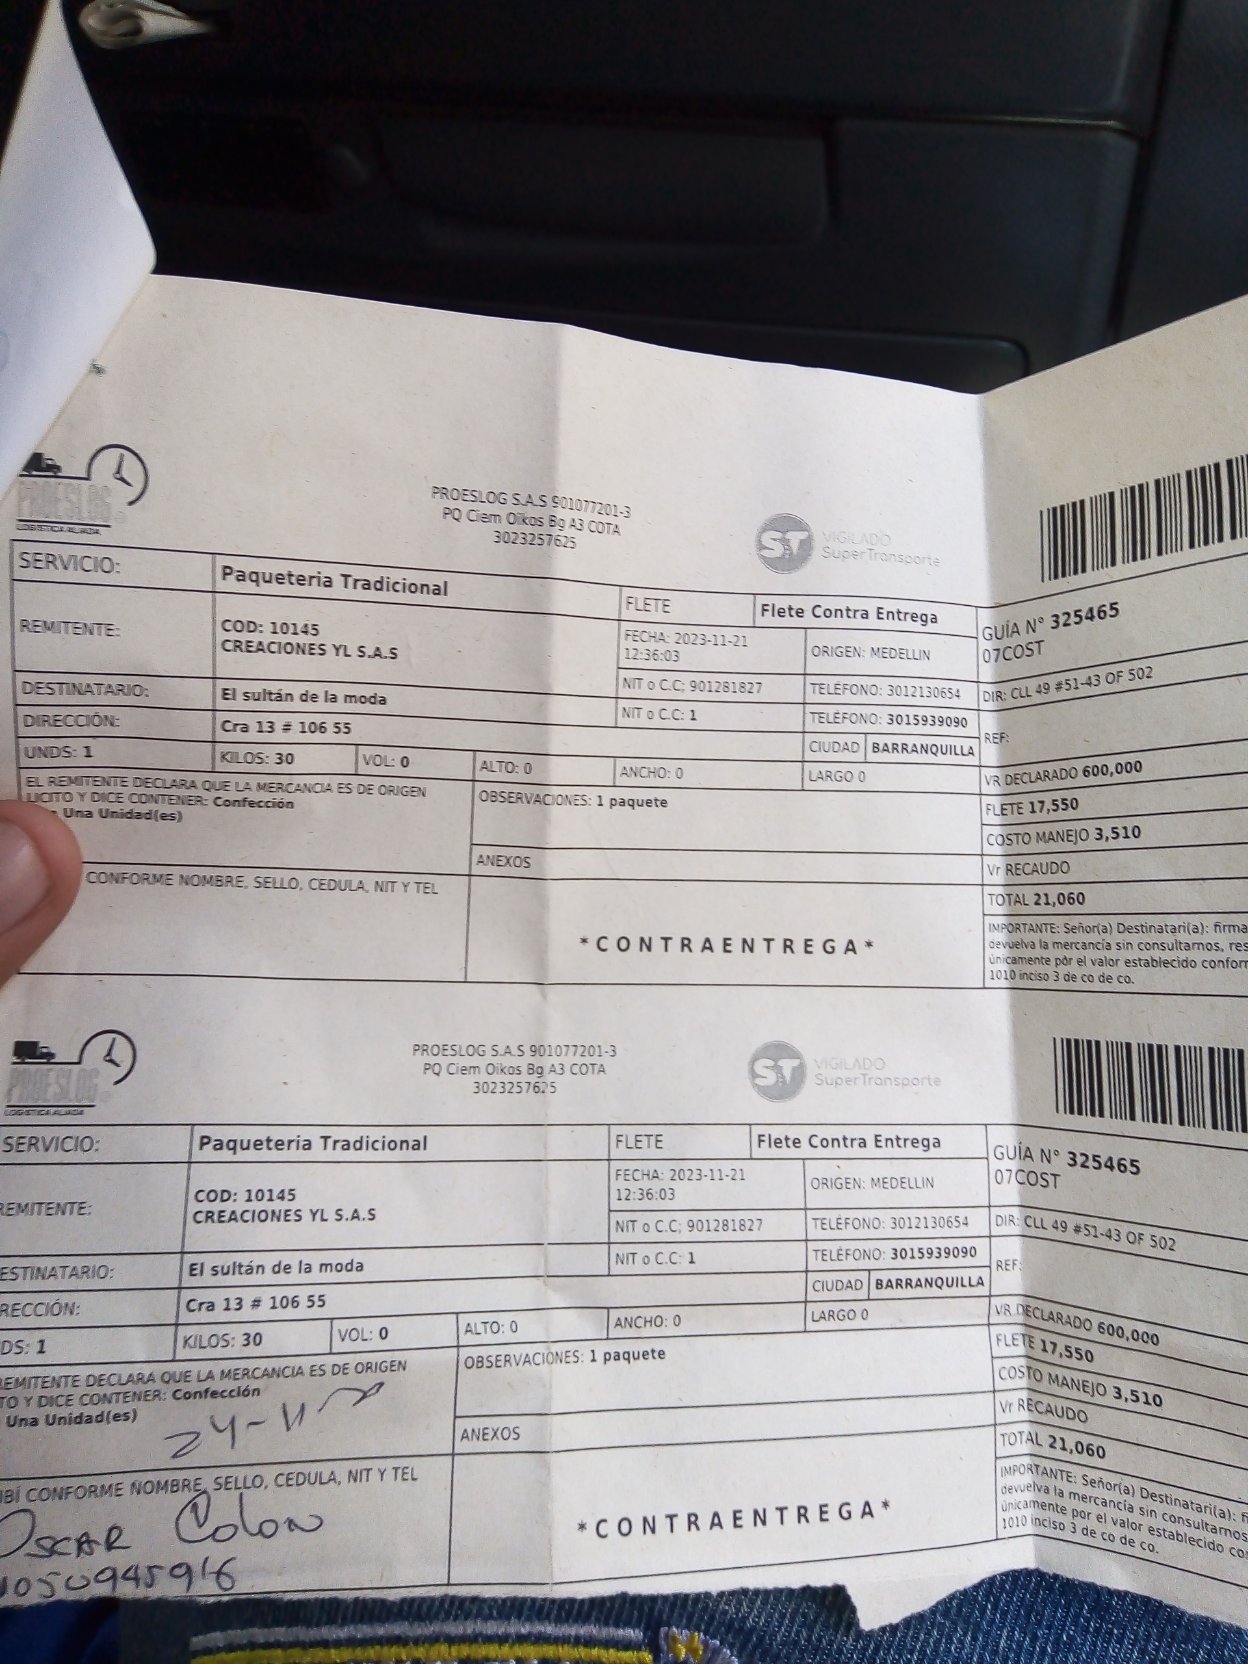 PROESLOG
LOGISTICA ALIADA
PROESLOG S.A.S 901077201-3
PQ Ciem Oikos Bg A3 COTA
3023257625
ST VIGILADO
SuperTransporte
SERVICIO: Paqueteria Tradicional FLETE Flete Contra Entrega
GUÍA N° 325465
07COST
REMITENTE: COD: 10145
CREACIONES YL S.A.S
FECHA: 2023-11-21
12:36:03
ORIGEN: MEDELLIN
NIT o C.C: 901281827 TELÉFONO: 3012130654 DIR: CLL 49 #51-43 OF 502
DESTINATARIO: El sultán de la moda NIT o C.C: 1 TELÉFONO: 3015939090
REF:
DIRECCIÓN: Cra 13 # 106 55 CIUDAD BARRANQUILLA
UNDS: 1 KILOS: 30 VOL: 0 ALTO: 0 ANCHO: 0 LARGO 0 VR DECLARADO 600,000
EL REMITENTE DECLARA QUE LA MERCANCIA ES DE ORIGEN
LICITO Y DICE CONTENER: Confección
Una Unidad(es)
OBSERVACIONES: 1 paquete
FLETE 17,550
COSTO MANEJO 3,510
ANEXOS
Vr RECAUDO
CONFORME NOMBRE, SELLO, CEDULA, NIT Y TEL
TOTAL 21,060
*CONTRAENTREGA*
IMPORTANTE: Señor(a) Destinatari(a): firma
devuelva la mercancía sin consultarnos, res
únicamente por el valor establecido confor
1010 inciso 3 de co de co.
PROESLOG
LOGISTICA ALIADA
PROESLOG S.A.S 901077201-3
PQ Ciem Oikos Bg A3 COTA
3023257625
ST VIGILADO
SuperTransporte
SERVICIO: Paqueteria Tradicional FLETE Flete Contra Entrega
GUÍA N° 325465
07COST
EMITENTE: COD: 10145
CREACIONES YL S.A.S
FECHA: 2023-11-21
12:36:03
ORIGEN: MEDELLIN
NIT o C.C: 901281827 TELÉFONO: 3012130654 DIR: CLL 49 #51-43 OF 502
ESTINATARIO: El sultán de la moda NIT o C.C: 1 TELÉFONO: 3015939090
REF:
RECCIÓN: Cra 13 # 106 55 CIUDAD BARRANQUILLA
DS: 1 KILOS: 30 VOL: 0 ALTO: 0 ANCHO: 0 LARGO 0 VR DECLARADO 600,000
EMITENTE DECLARA QUE LA MERCANCIA ES DE ORIGEN
TO Y DICE CONTENER: Confección
Una Unidad(es)
24-11
OBSERVACIONES: 1 paquete
FLETE 17,550
COSTO MANEJO 3,510
ANEXOS
Vr RECAUDO
IBÍ CONFORME NOMBRE, SELLO, CEDULA, NIT Y TEL
TOTAL 21,060
OSCAR Colon
1050945916
*CONTRAENTREGA*
IMPORTANTE: Señor(a) Destinatari(a): fi
devuelva la mercancía sin consultarnos
únicamente por el valor establecido co
1010 inciso 3 de co de co.